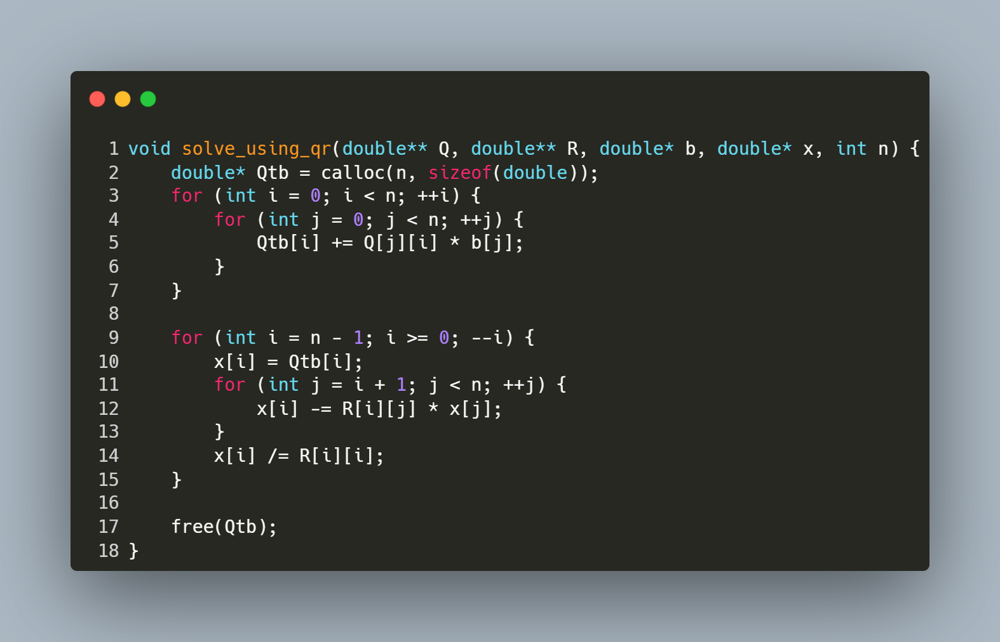 1 void solve_using_qr(double** Q, double** R, double* b, double* x, int n) {
2     double* Qtb = calloc(n, sizeof(double));
3     for (int i = 0; i < n; ++i) {
4         for (int j = 0; j < n; ++j) {
5             Qtb[i] += Q[j][i] * b[j];
6         }
7     }
8
9     for (int i = n - 1; i >= 0; --i) {
10         x[i] = Qtb[i];
11         for (int j = i + 1; j < n; ++j) {
12             x[i] -= R[i][j] * x[j];
13         }
14         x[i] /= R[i][i];
15     }
16
17     free(Qtb);
18 }